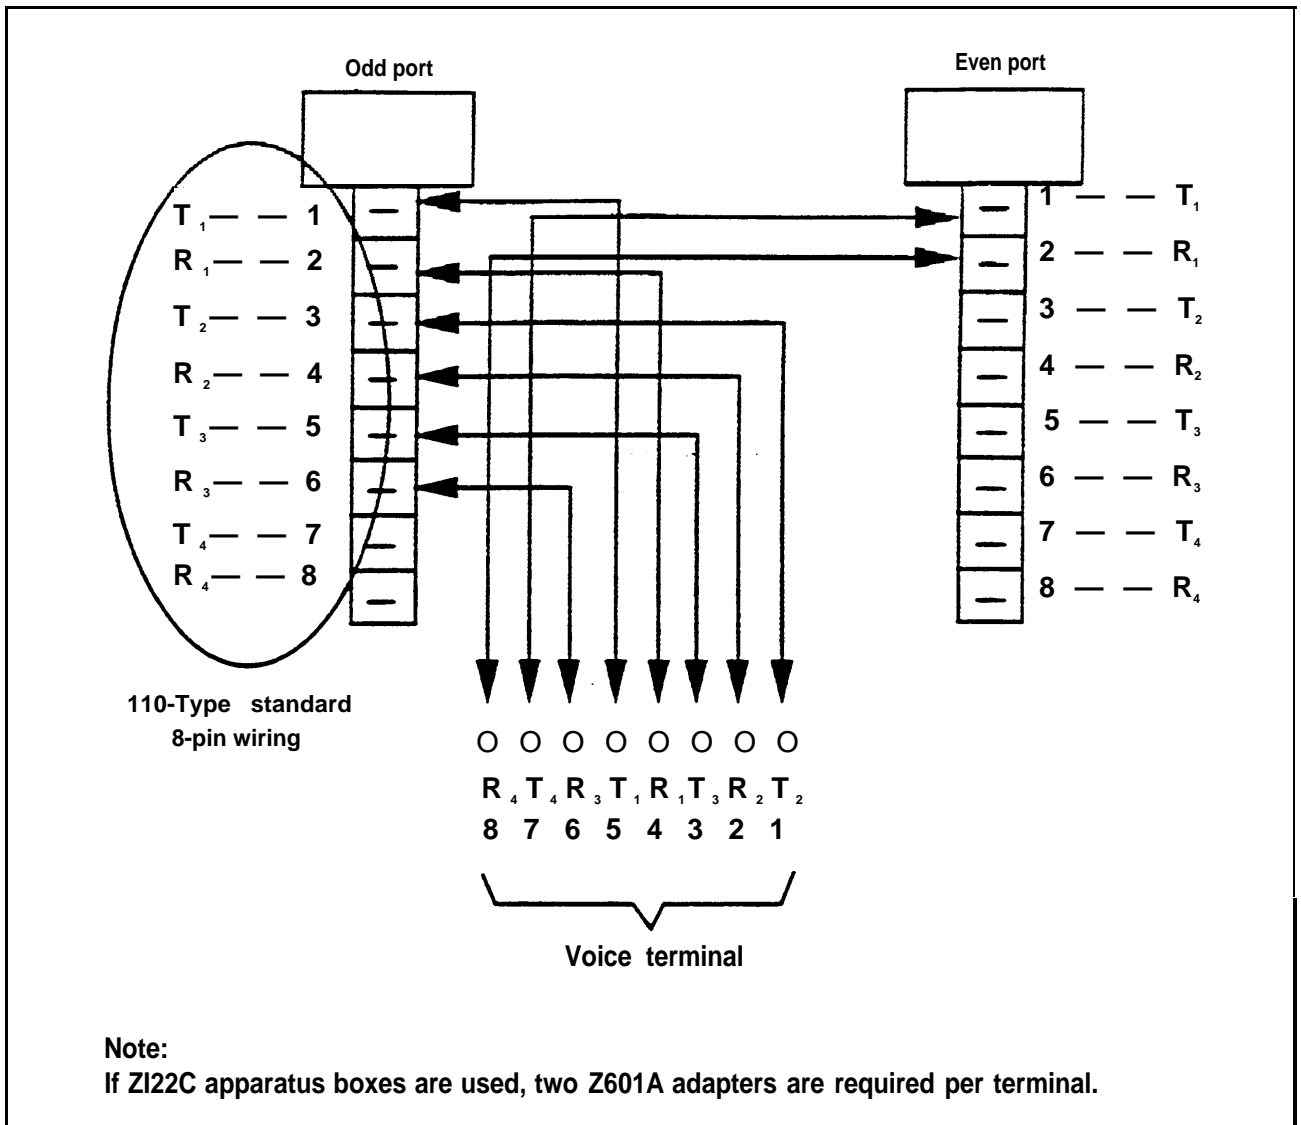 Odd port
Even port
T₁— — 1
R₁— — 2
T₂— — 3
R₂— — 4
T₃— — 5
R₃— — 6
T₄— — 7
R₄— — 8
1 — — T₁
2 — — R₁
3 — — T₂
4 — — R₂
5 — — T₃
6 — — R₃
7 — — T₄
8 — — R₄
110-Type standard
8-pin wiring
O O O O O O O O
R₄ T₄ R₃ T₁ R₁ T₃ R₂ T₂
8 7 6 5 4 3 2 1
Voice terminal
Note:
If ZI22C apparatus boxes are used, two Z601A adapters are required per terminal.